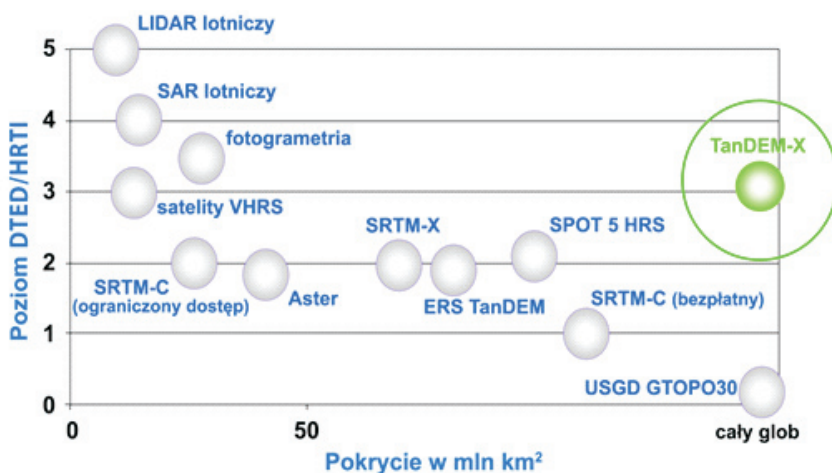 LIDAR lotniczy
5
SAR lotniczy
4
fotogrametria
TanDEM-X
3
satelity VHRS
SRTM-X
SPOT 5 HRS
2
SRTM-C
(ograniczony dostęp)
Aster
ERS TanDEM
SRTM-C (bezpłatny)
1
USGD GTOPO30
0
Poziom DTED/HRTI
0
50
cały glob
Pokrycie w mln km²